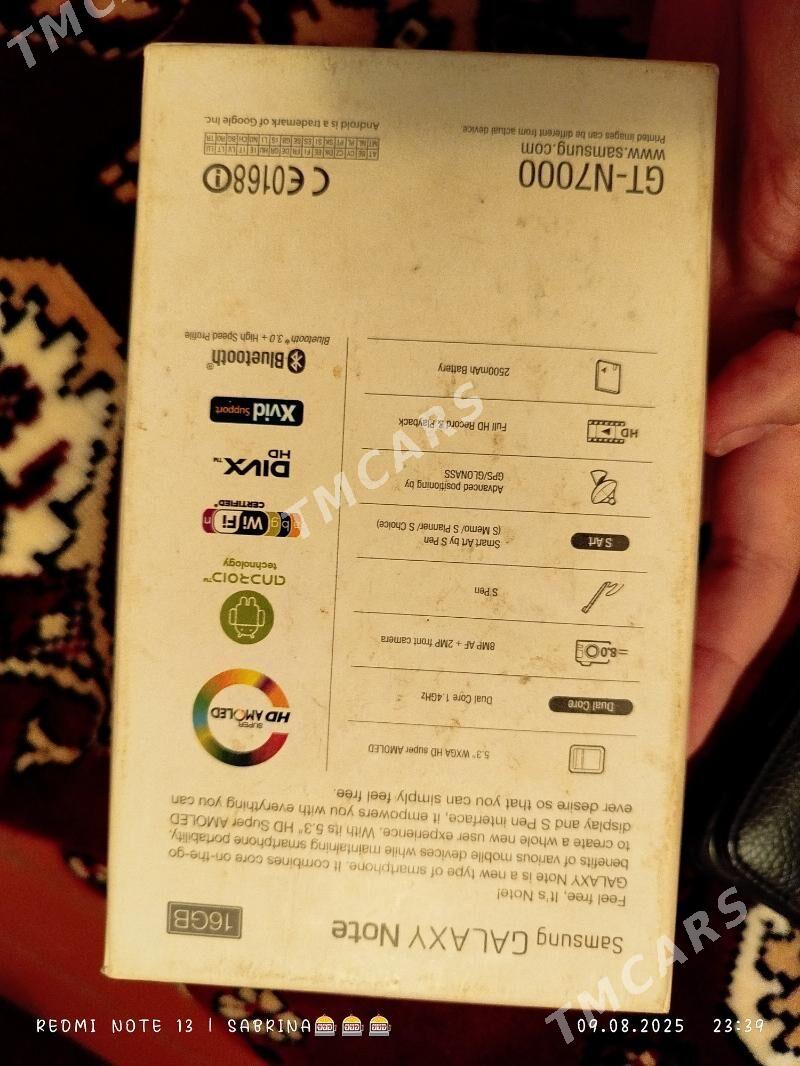 Samsung GALAXY Note
16GB
Feel free, It's Note!
GALAXY Note is a new type of smartphone. It combines core on-the-go
benefits of various mobile devices while maintaining smartphone portability,
to create a whole new user experience. With its 5.3" HD Super AMOLED
display and S Pen interface, it empowers you with everything you can
ever desire so that you can simply feel free.
5.3" WXGA HD super AMOLED
Dual Core
Dual Core 1.4GHz
8.0
8MP AF + 2MP front camera
S Pen
S Art
Smart Art by S Pen
(S Memo/ S Planner/ S Choice)
Advanced positioning by
GPS/GLONASS
HD
Full HD Record & Playback
2500mAh Battery
SUPER
HD AMOLED
ANDROID™
technology
Wi Fi
CERTIFIED
DIVX™
HD
Xvid Support
Bluetooth®
Bluetooth® 3.0 + High Speed Profile
GT-N7000
www.samsung.com
Printed images can be different from actual device.
CE0168
Android is a trademark of Google Inc.
TMCARS
TMCARS
TMCARS
REDMI NOTE 13 | SABRINA
09.08.2025 23:39